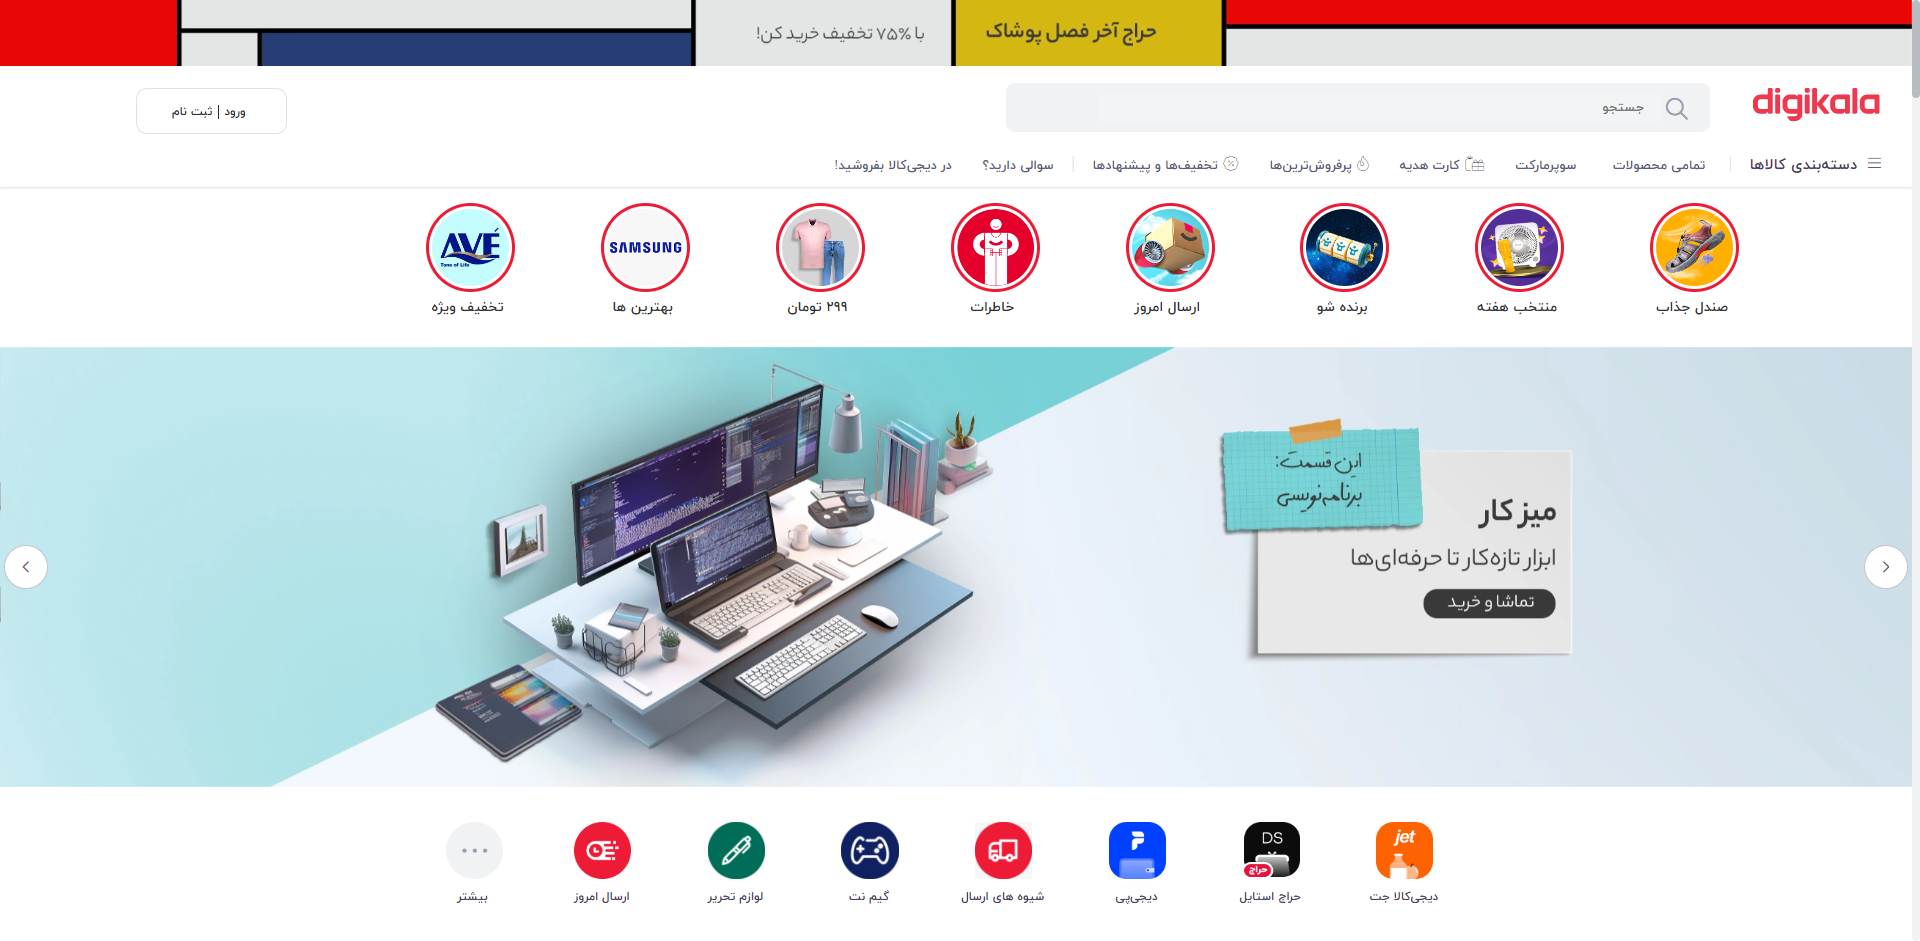 حراج آخر فصل پوشاک
با ۷۵٪ تخفیف خرید کن!
digikala
جستجو
ورود | ثبت نام
دسته‌بندی کالاها
تمامی محصولات
سوپرمارکت
کارت هدیه
پرفروش‌ترین‌ها
تخفیف‌ها و پیشنهادها
سوالی دارید؟
در دیجی‌کالا بفروشید!
SAMSUNG
AVÉ
Tone of Life
صندل جذاب
منتخب هفته
برنده شو
ارسال امروز
خاطرات
۲۹۹ تومان
بهترین ها
تخفیف ویژه
این قسمت:
برنامه‌نویسی
میز کار
ابزار تازه‌کار تا حرفه‌ای‌ها
تماشا و خرید
jet
DS
حراج
دیجی‌کالا جت
حراج استایل
دیجی‌پی
شیوه های ارسال
گیم نت
لوازم تحریر
ارسال امروز
بیشتر